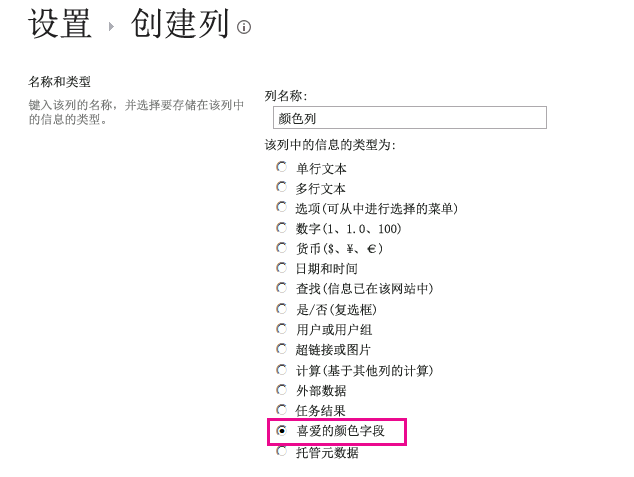 设置 ▸ 创建列
名称和类型
键入该列的名称，并选择要存储在该列中
的信息的类型。
列名称:
颜色列
该列中的信息的类型为:
单行文本
多行文本
选项(可从中进行选择的菜单)
数字(1、1.0、100)
货币($、¥、€)
日期和时间
查找(信息已在该网站中)
是/否(复选框)
用户或用户组
超链接或图片
计算(基于其他列的计算)
外部数据
任务结果
喜爱的颜色字段
托管元数据